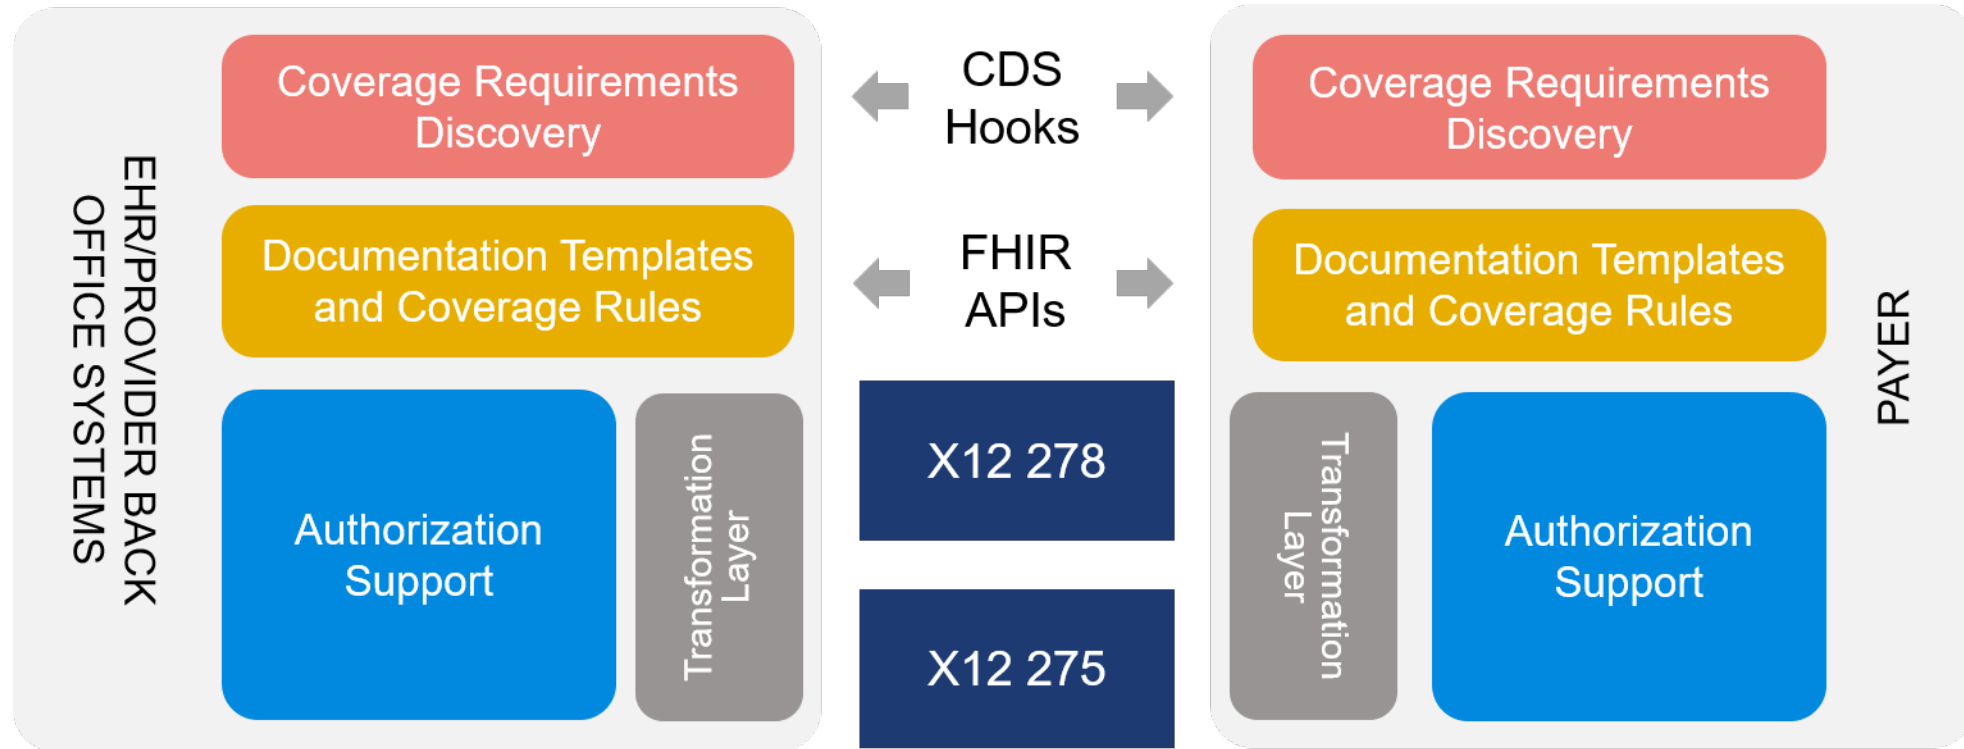 EHR/PROVIDER BACK
OFFICE SYSTEMS
Coverage Requirements
Discovery
Documentation Templates
and Coverage Rules
Authorization
Support
Transformation
Layer
CDS
Hooks
FHIR
APIs
X12 278
X12 275
Coverage Requirements
Discovery
Documentation Templates
and Coverage Rules
Transformation
Layer
Authorization
Support
PAYER